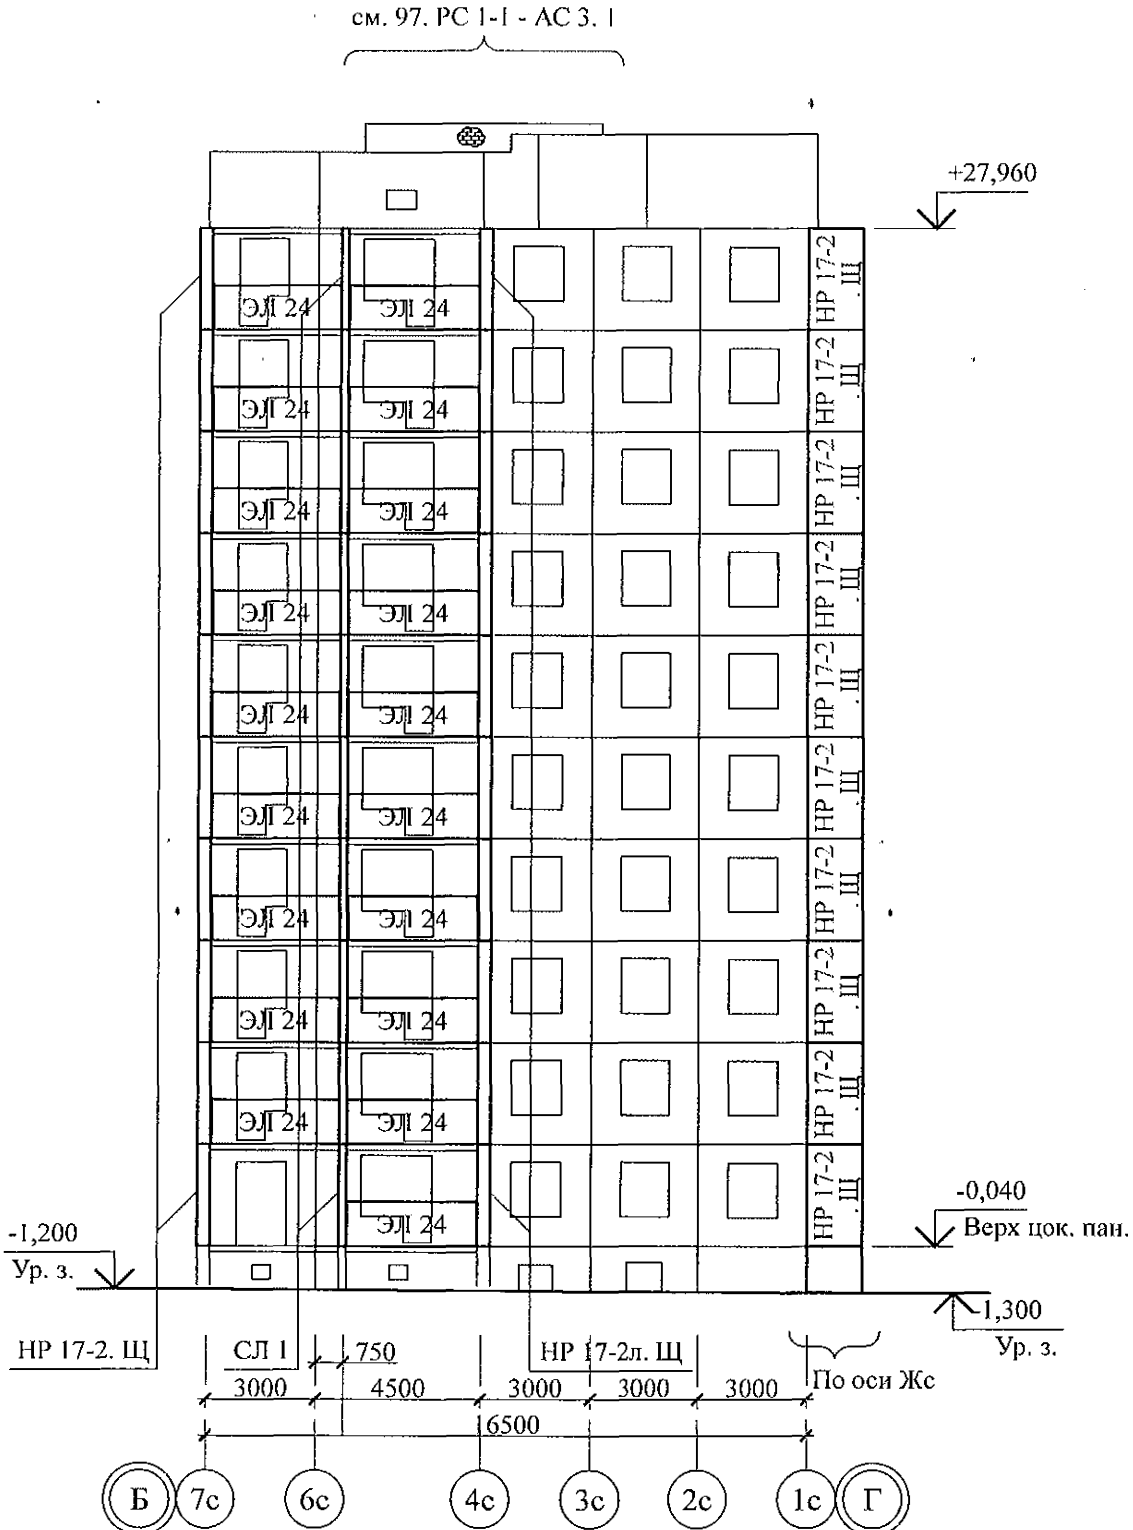 см. 97. РС 1-1 - АС 3. 1
+27,960
НР 17-2 Щ
ЭЛ 24 ЭЛ 24
НР 17-2 Щ
ЭЛ 24 ЭЛ 24
НР 17-2 Щ
ЭЛ 24 ЭЛ 24
НР 17-2 Щ
ЭЛ 24 ЭЛ 24
НР 17-2 Щ
ЭЛ 24 ЭЛ 24
НР 17-2 Щ
ЭЛ 24 ЭЛ 24
НР 17-2 Щ
ЭЛ 24 ЭЛ 24
НР 17-2 Щ
ЭЛ 24 ЭЛ 24
НР 17-2 Щ
ЭЛ 24 ЭЛ 24
НР 17-2 Щ
ЭЛ 24
-0,040
Верх цок. пан.
-1,200
Ур. з.
-1,300
Ур. з.
НР 17-2. Щ СЛ 1 750 НР 17-2л. Щ
По оси Жс
3000 4500 3000 3000 3000
6500
Б 7с 6с 4с 3с 2с 1с Г